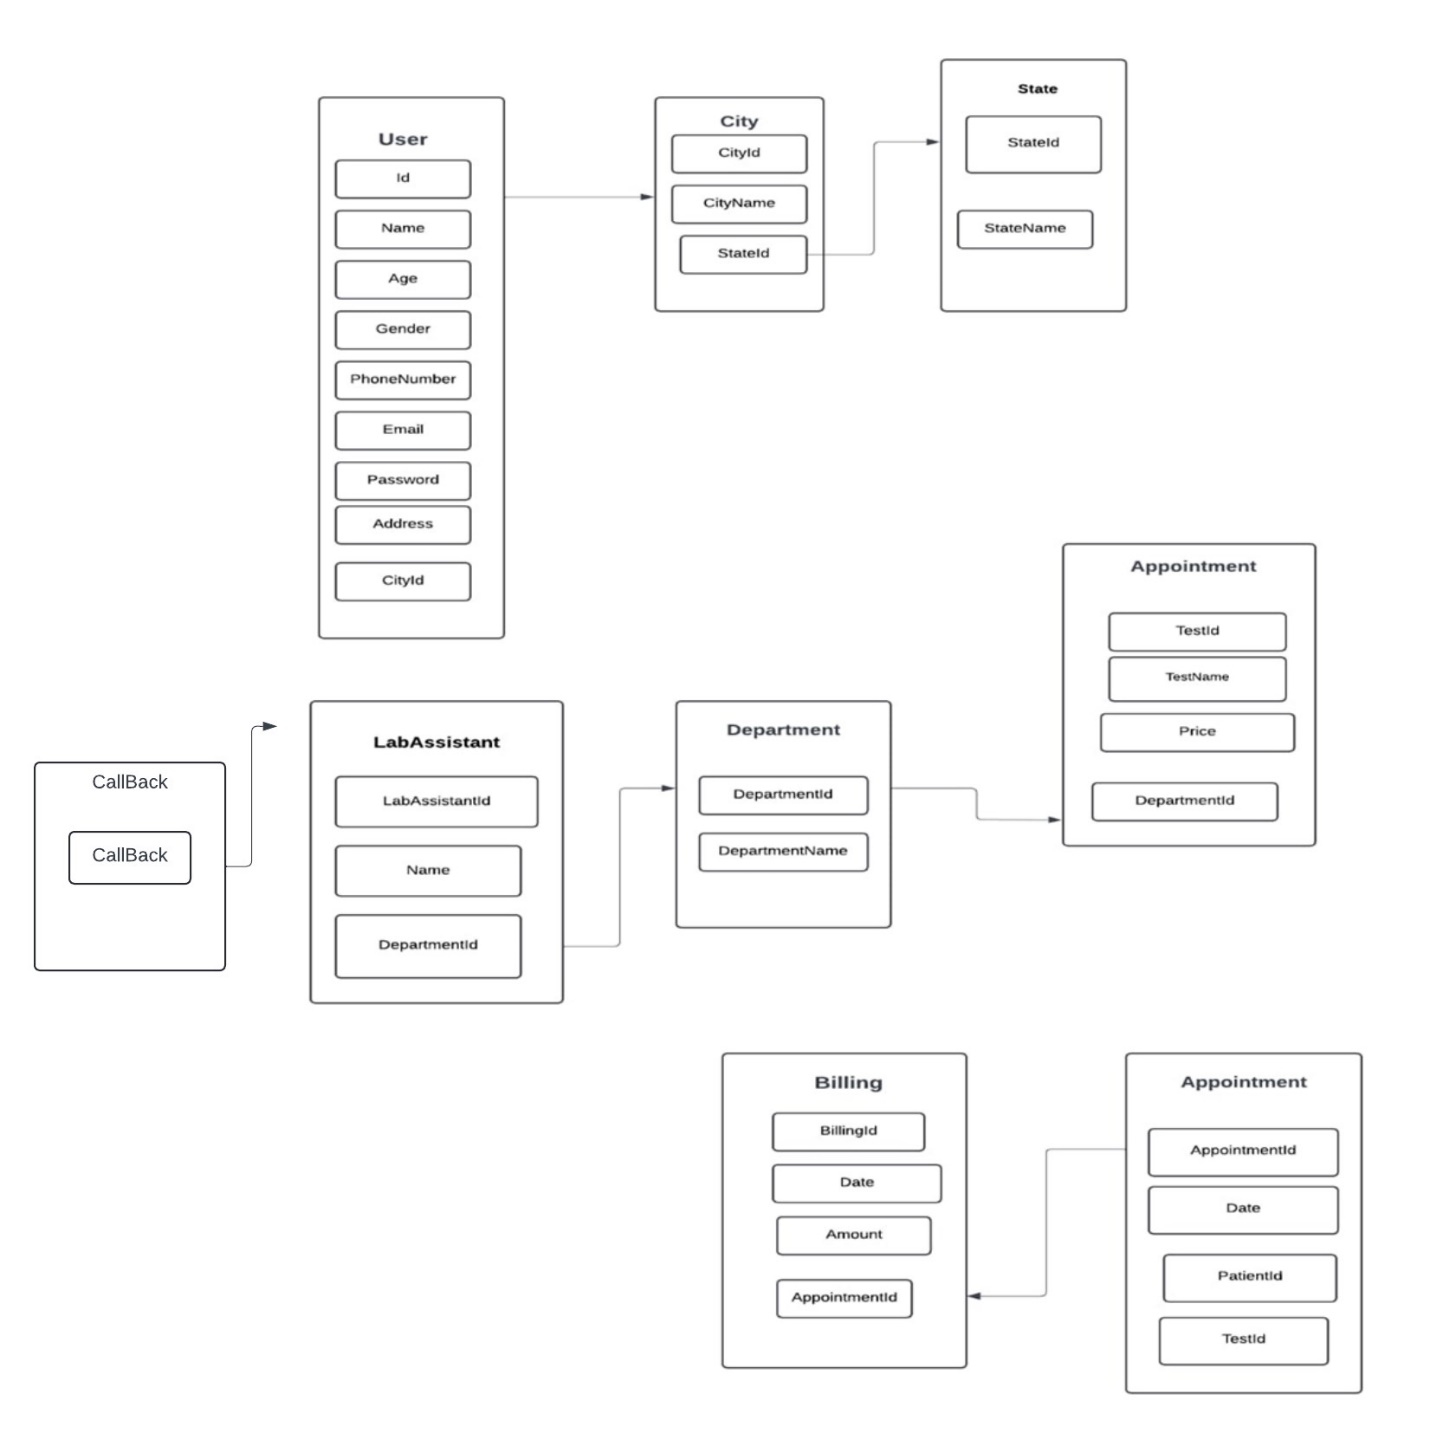 User
Id
Name
Age
Gender
PhoneNumber
Email
Password
Address
CityId
City
CityId
CityName
StateId
State
StateId
StateName
CallBack
CallBack
LabAssistant
LabAssistantId
Name
DepartmentId
Department
DepartmentId
DepartmentName
Appointment
TestId
TestName
Price
DepartmentId
Billing
BillingId
Date
Amount
AppointmentId
Appointment
AppointmentId
Date
PatientId
TestId